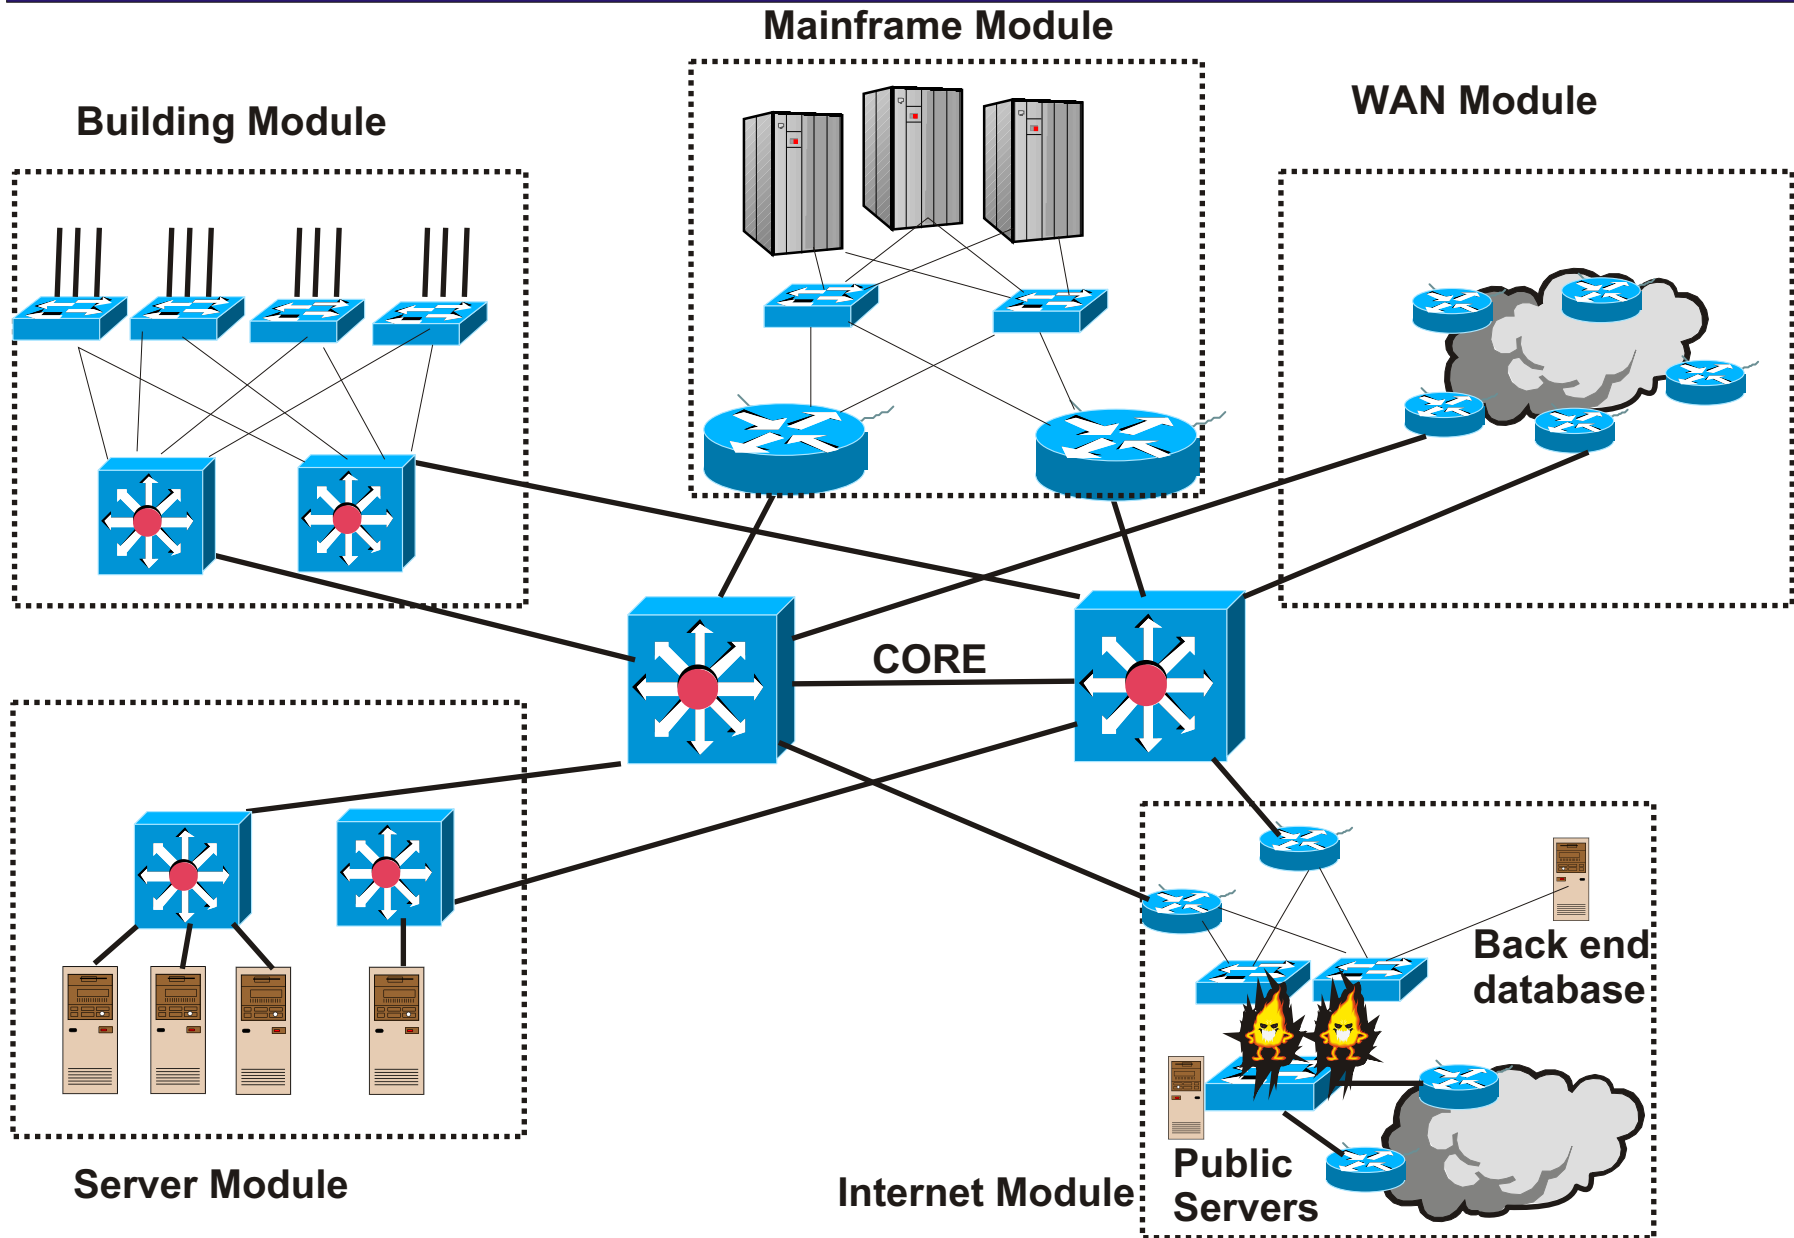 Mainframe Module
WAN Module
Building Module
CORE
Back end
database
Public
Servers
Server Module
Internet Module